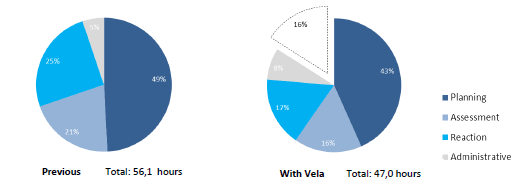 16%
5%
25%
49%
21%
8%
43%
17%
16%
Planning
Assessment
Reaction
Administrative
Previous Total: 56,1 hours
With Vela Total: 47,0 hours